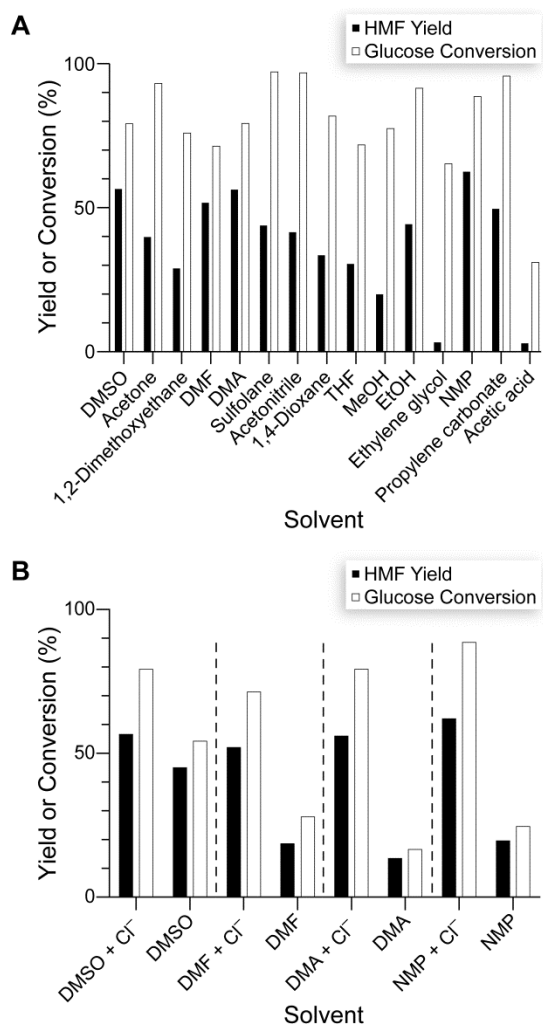 A
HMF Yield
Glucose Conversion
Yield or Conversion (%)
100
50
0
DMSO
Acetone
1,2-Dimethoxyethane
DMF
DMA
Sulfolane
Acetonitrile
1,4-Dioxane
THF
MeOH
EtOH
Ethylene glycol
NMP
Propylene carbonate
Acetic acid
Solvent
B
HMF Yield
Glucose Conversion
Yield or Conversion (%)
100
50
0
DMSO + Cl⁻
DMSO
DMF + Cl⁻
DMF
DMA + Cl⁻
DMA
NMP + Cl⁻
NMP
Solvent